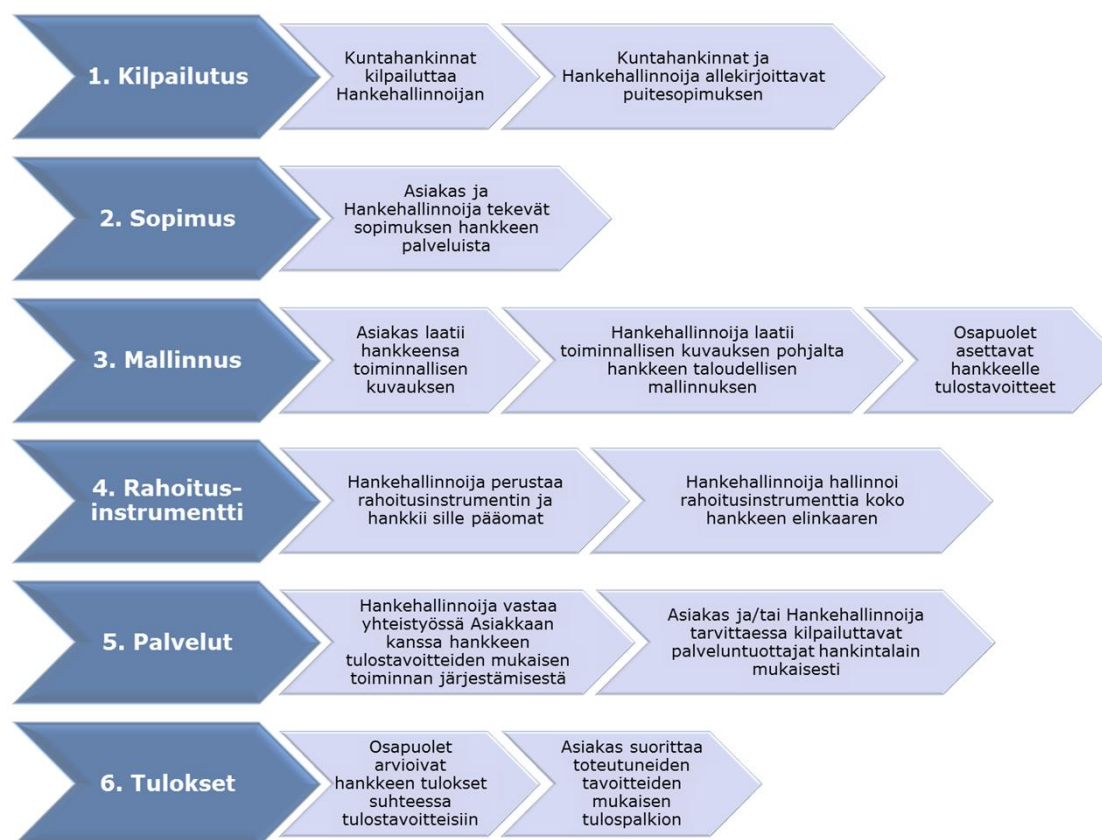 1. Kilpailutus
Kuntahankinnat
kilpailuttaa
Hankehallinnoijan
Kuntahankinnat ja
Hankehallinnoija allekirjoittavat
puitesopimuksen
2. Sopimus
Asiakas ja
Hankehallinnoija tekevät
sopimuksen hankkeen
palveluista
3. Mallinnus
Asiakas laatii
hankkeensa
toiminnallisen
kuvauksen
Hankehallinnoija laatii
toiminnallisen kuvauksen pohjalta
hankkeen taloudellisen
mallinnuksen
Osapuolet
asettavat
hankkeelle
tulostavoitteet
4. Rahoitus-
instrumentti
Hankehallinnoija perustaa
rahoitusinstrumentin ja
hankkii sille pääomat
Hankehallinnoija hallinnoi
rahoitusinstrumenttia koko
hankkeen elinkaaren
5. Palvelut
Hankehallinnoija vastaa
yhteistyössä Asiakkaan
kanssa hankkeen
tulostavoitteiden mukaisen
toiminnan järjestämisestä
Asiakas ja/tai Hankehallinnoija
tarvittaessa kilpailuttavat
palveluntuottajat hankintalain
mukaisesti
6. Tulokset
Osapuolet
arvioivat
hankkeen tulokset
suhteessa
tulostavoitteisiin
Asiakas suorittaa
toteutuneiden
tavoitteiden
mukaisen
tulospalkion